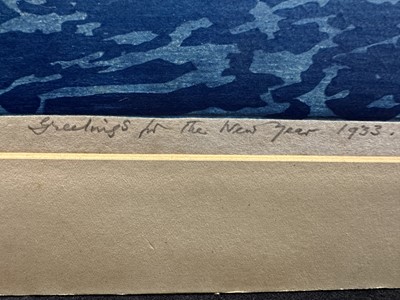 Greetings for the New Year 1933.